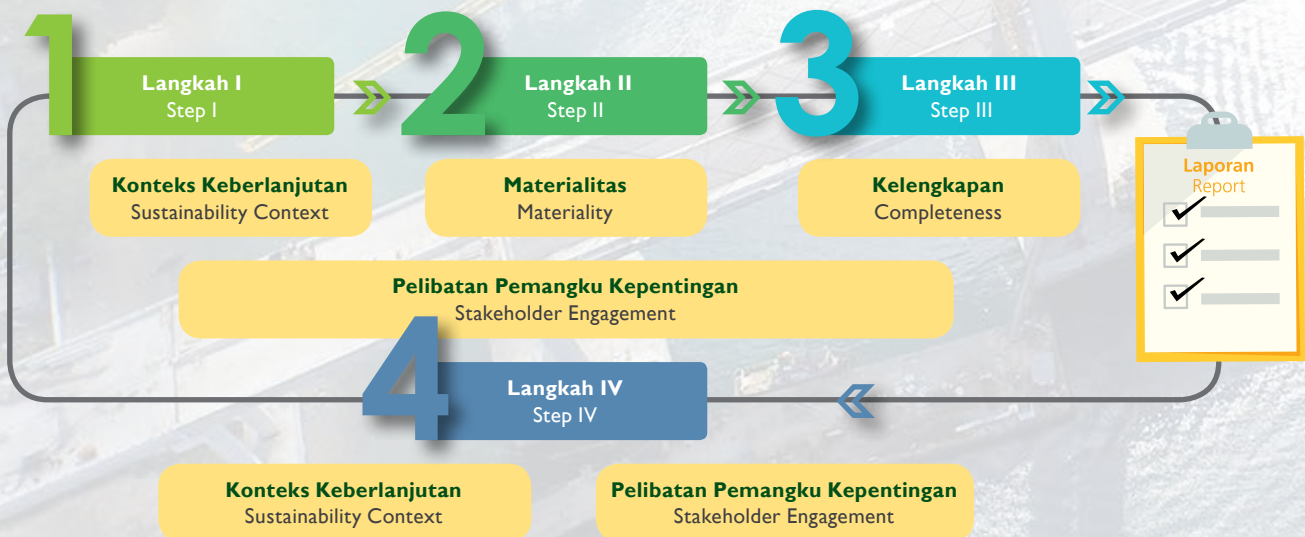 1
Langkah I
Step I
2
Langkah II
Step II
3
Langkah III
Step III
Konteks Keberlanjutan
Sustainability Context
Materialitas
Materiality
Kelengkapan
Completeness
Laporan
Report
Pelibatan Pemangku Kepentingan
Stakeholder Engagement
4
Langkah IV
Step IV
Konteks Keberlanjutan
Sustainability Context
Pelibatan Pemangku Kepentingan
Stakeholder Engagement